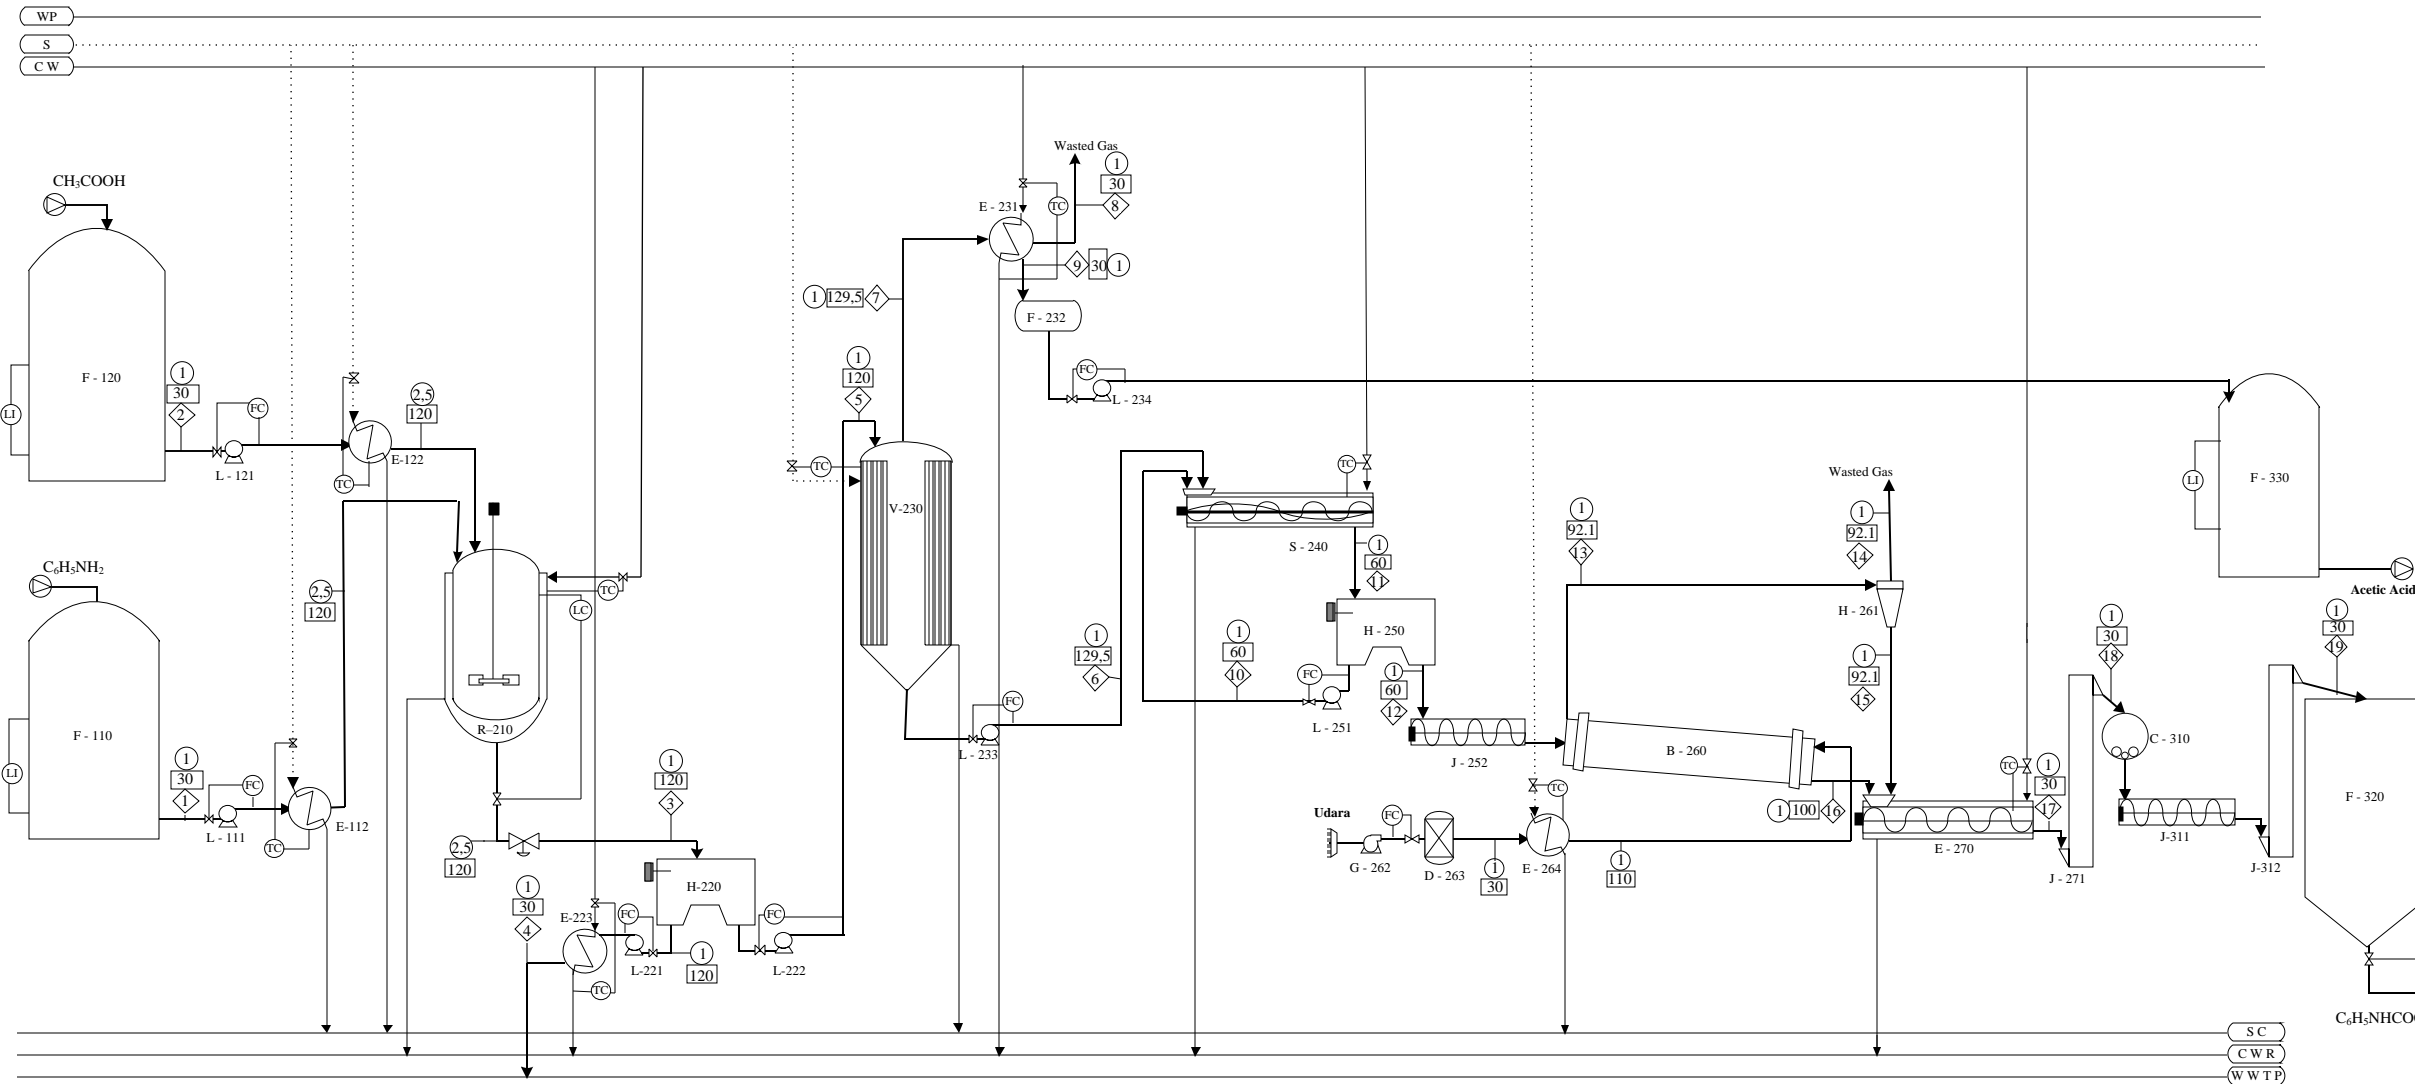 WP
S
C W
CH₃COOH
F - 120
LI
1
30
2
FC
L - 121
TC
E-122
2,5
120
C₆H₅NH₂
F - 110
LI
1
30
1
FC
L - 111
TC
E-112
2,5
120
R–210
TC
LC
2,5
120
1
120
3
H-220
1
30
4
E-223
TC
FC
L-221
1
120
FC
L-222
1
120
5
TC
V-230
1
129,5
7
E - 231
TC
Wasted Gas
1
30
8
9
30
1
F - 232
FC
L - 234
FC
L - 233
1
129,5
6
TC
S - 240
1
60
11
H - 250
1
60
10
FC
L - 251
1
60
12
J - 252
1
92.1
13
B - 260
Udara
FC
G - 262
D - 263
1
30
TC
E - 264
1
110
Wasted Gas
1
92.1
14
H - 261
1
92.1
15
1
100
16
TC
E - 270
1
30
17
J - 271
1
30
18
C - 310
J-311
J-312
1
30
19
F - 320
LI
F - 330
Acetic Acid
C₆H₅NHCO
S C
C W R
W W T P